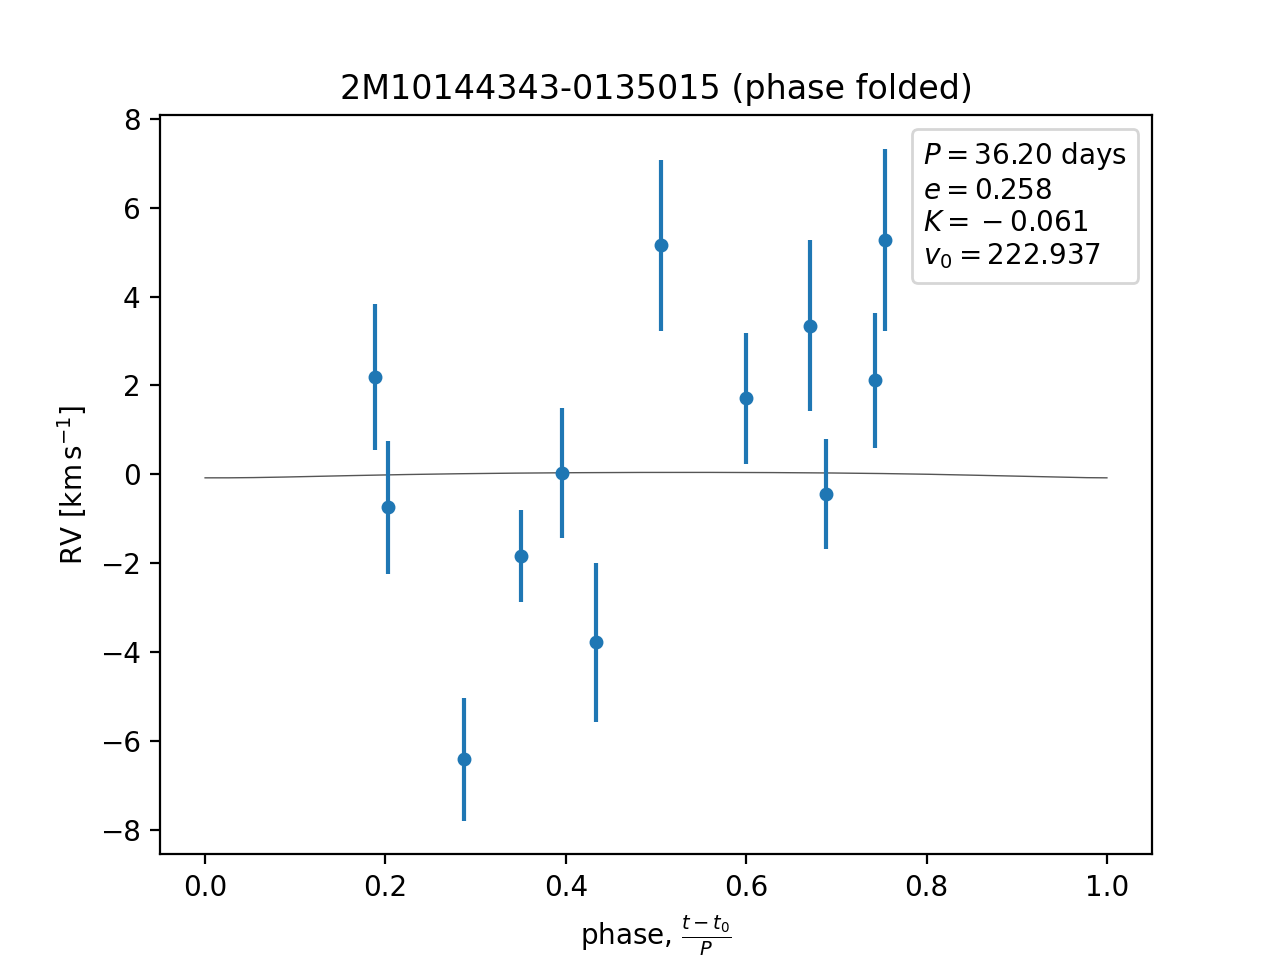 2M10144343-0135015 (phase folded)
P = 36.20 days
e = 0.258
K = −0.061
v₀ = 222.937
RV [km s⁻¹]
8
6
4
2
0
−2
−4
−6
−8
0.0 0.2 0.4 0.6 0.8 1.0
phase, (t − t₀)/P